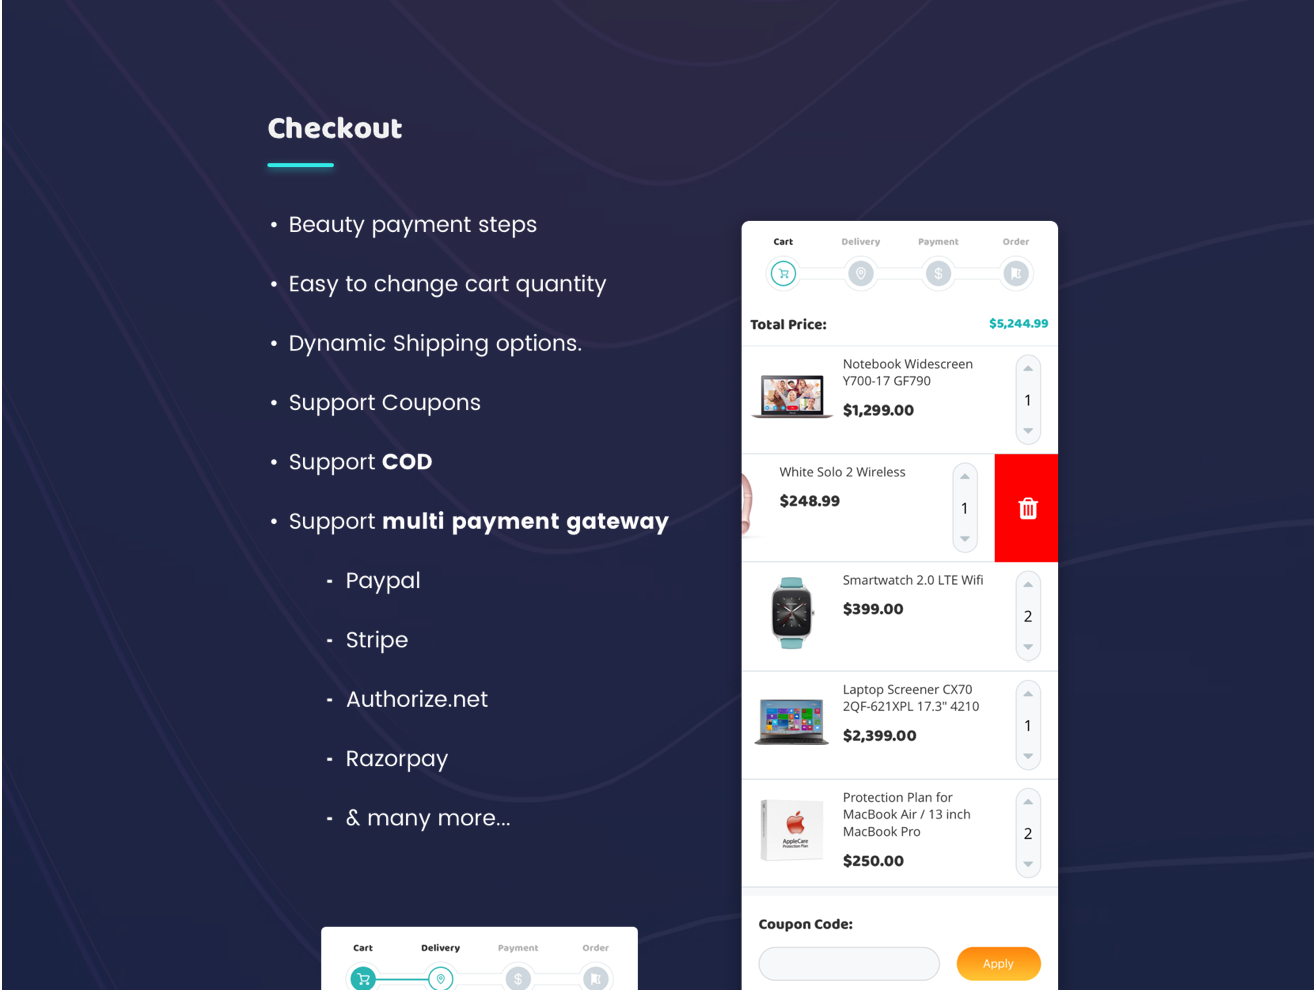 Checkout
• Beauty payment steps
• Easy to change cart quantity
• Dynamic Shipping options.
• Support Coupons
• Support COD
• Support multi payment gateway
- Paypal
- Stripe
- Authorize.net
- Razorpay
- & many more...
Cart Delivery Payment Order
Total Price: $5,244.99
Notebook Widescreen
Y700-17 GF790
$1,299.00
1
White Solo 2 Wireless
$248.99
1
Smartwatch 2.0 LTE Wifi
$399.00
2
Laptop Screener CX70
2QF-621XPL 17.3" 4210
$2,399.00
1
AppleCare
Protection Plan
Protection Plan for
MacBook Air / 13 inch
MacBook Pro
$250.00
2
Coupon Code:
Apply
Cart Delivery Payment Order